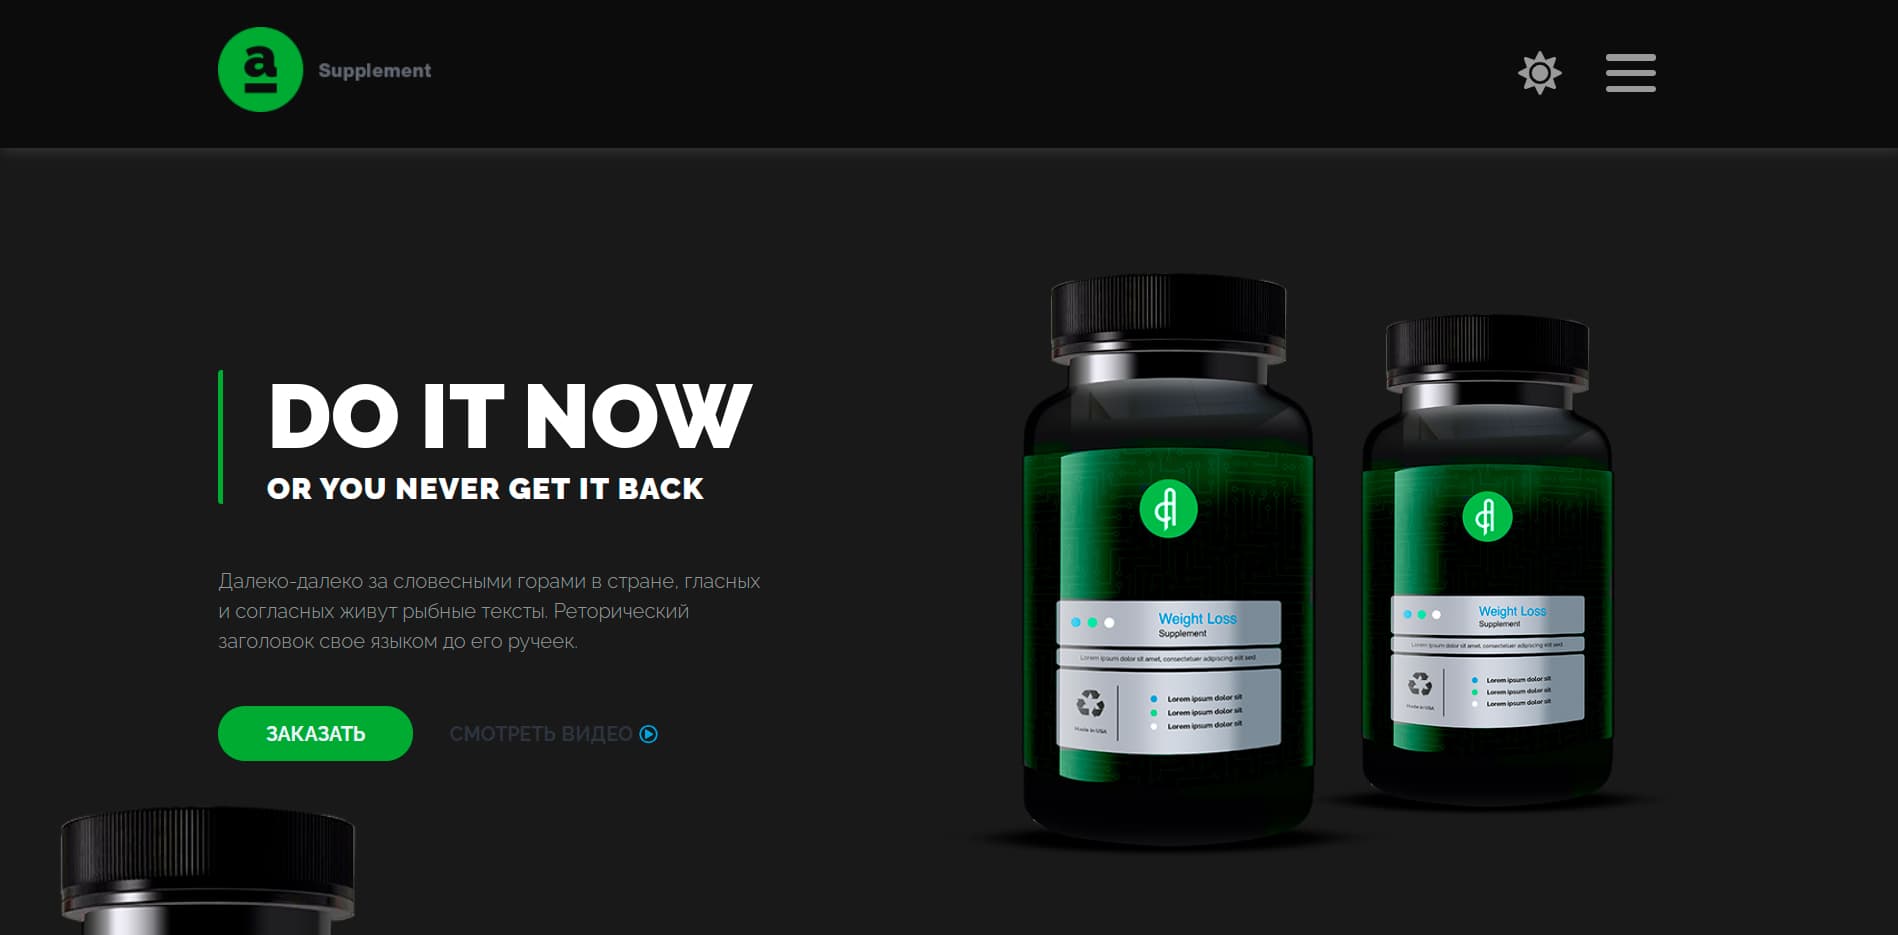 a
Supplement
DO IT NOW
OR YOU NEVER GET IT BACK
Далеко-далеко за словесными горами в стране, гласных
и согласных живут рыбные тексты. Реторический
заголовок свое языком до его ручеек.
ЗАКАЗАТЬ
СМОТРЕТЬ ВИДЕО
Weight Loss
Supplement
Lorem ipsum dolor sit amet, consectetuer adipiscing elit sed
Made in USA
Lorem ipsum dolor sit
Lorem ipsum dolor sit
Lorem ipsum dolor sit
Weight Loss
Supplement
Lorem ipsum dolor sit amet, consectetuer adipiscing elit sed
Made in USA
Lorem ipsum dolor sit
Lorem ipsum dolor sit
Lorem ipsum dolor sit